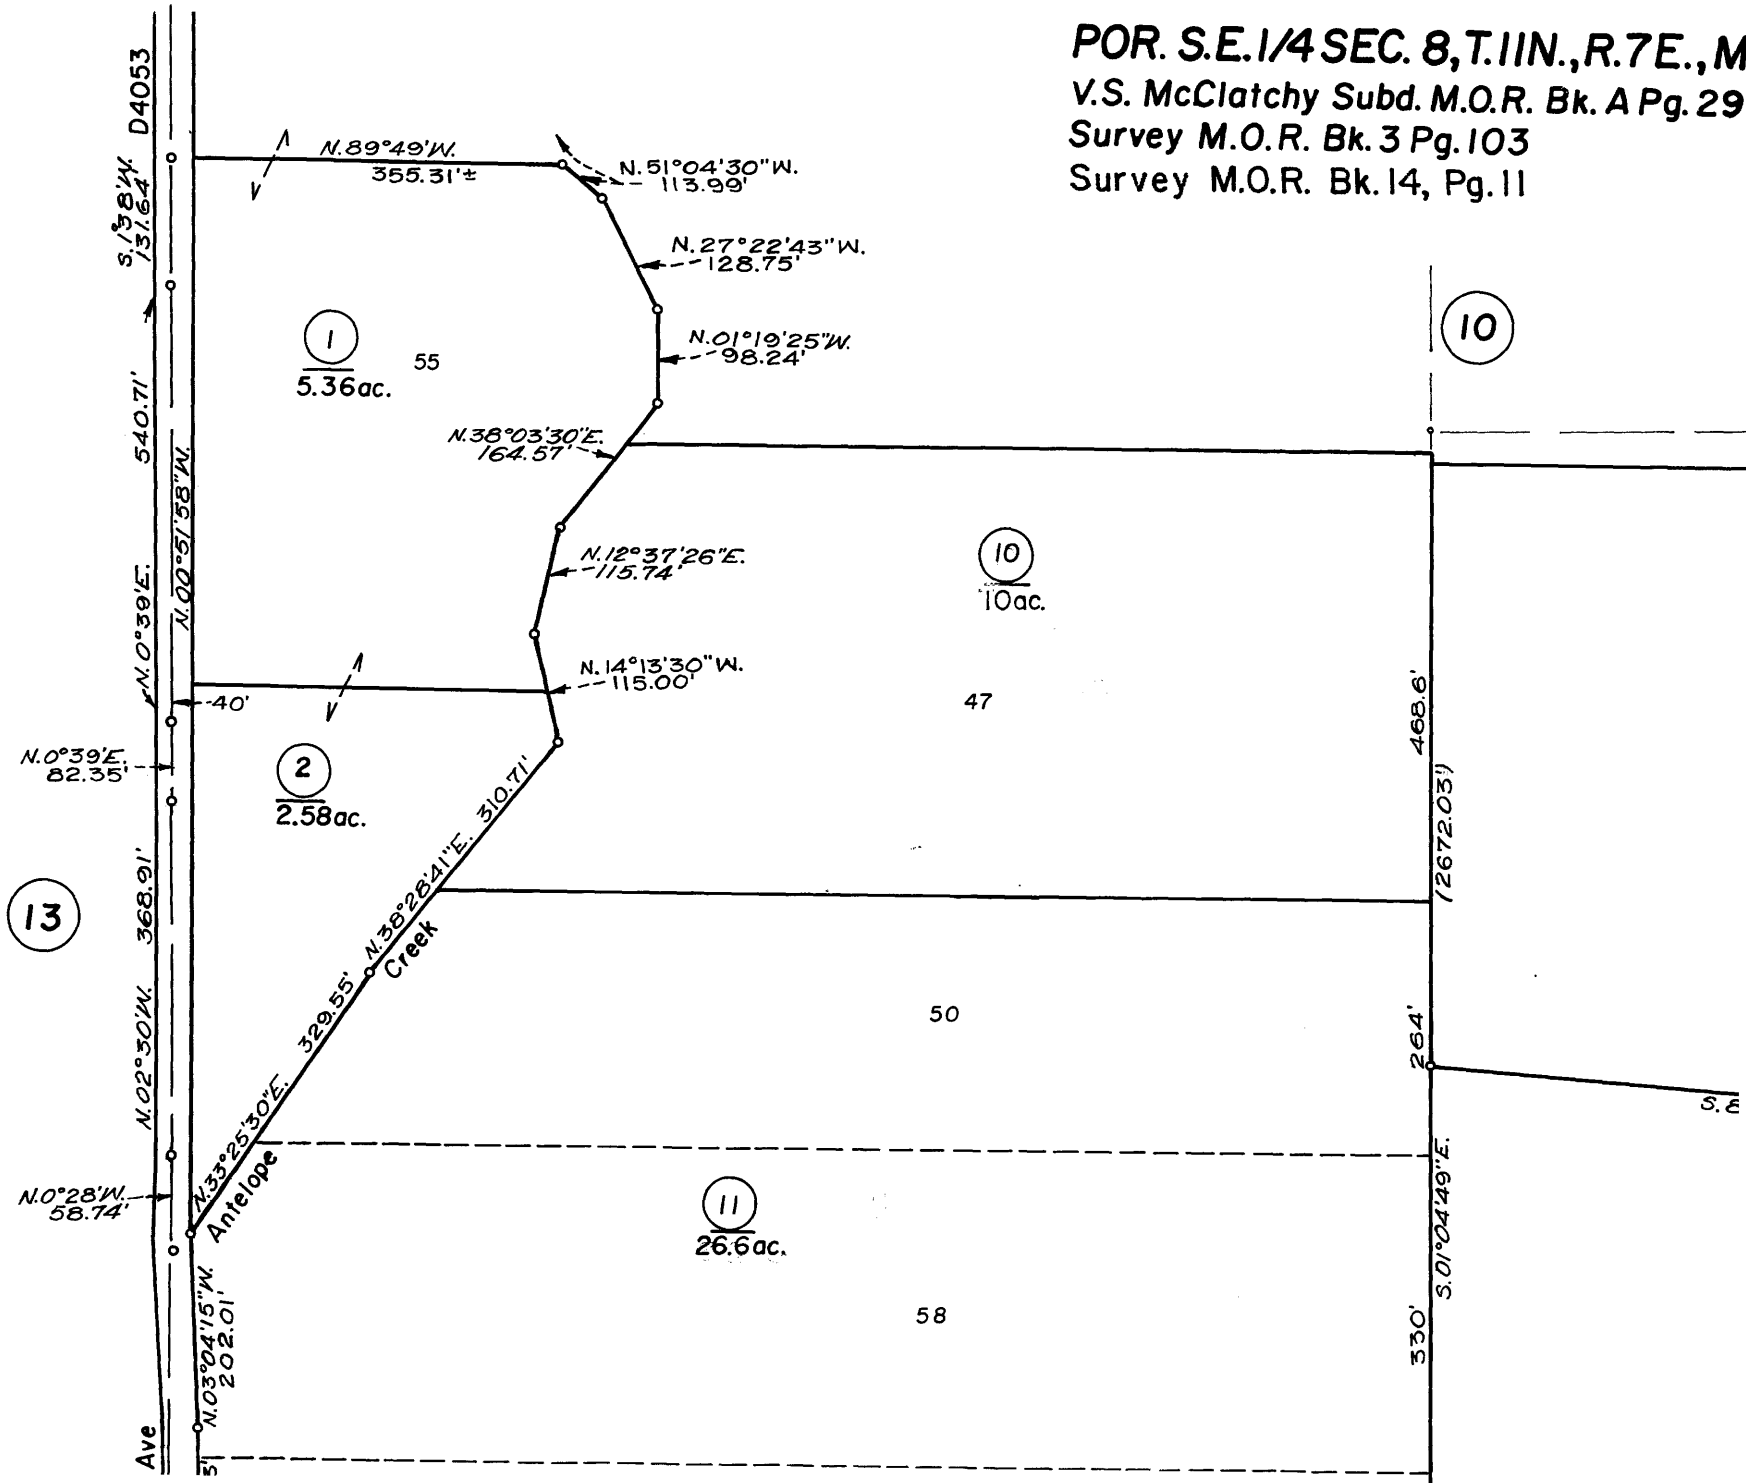 POR. S.E.1/4 SEC. 8, T.11N., R.7E., M
V.S. McClatchy Subd. M.O.R. Bk. A Pg. 29
Survey M.O.R. Bk. 3 Pg. 103
Survey M.O.R. Bk. 14, Pg. 11
D4053
S.1°38'W.
131.64'
N.89°49'W.
355.31'±
N.51°04'30"W.
113.99'
N.27°22'43"W.
128.75'
N.01°19'25"W.
98.24'
10
1
5.36ac.
55
540.71'
N.0°39'E.
N.00°51'58"W.
N.38°03'30"E.
164.57'
N.12°37'26"E.
115.74'
10
10ac.
N.14°13'30"W.
115.00'
47
40'
468.6'
(2672.03')
N.0°39'E.
82.35'
2
2.58ac.
N.38°28'41"E. 310.71'
13
368.91'
N.02°30'W.
Creek
N.33°25'30"E. 329.55'
Antelope
50
264'
S.E
N.0°28'W.
58.74'
11
26.6ac.
S.01°04'49"E.
58
330'
N.03°04'15"W.
202.01'
Ave